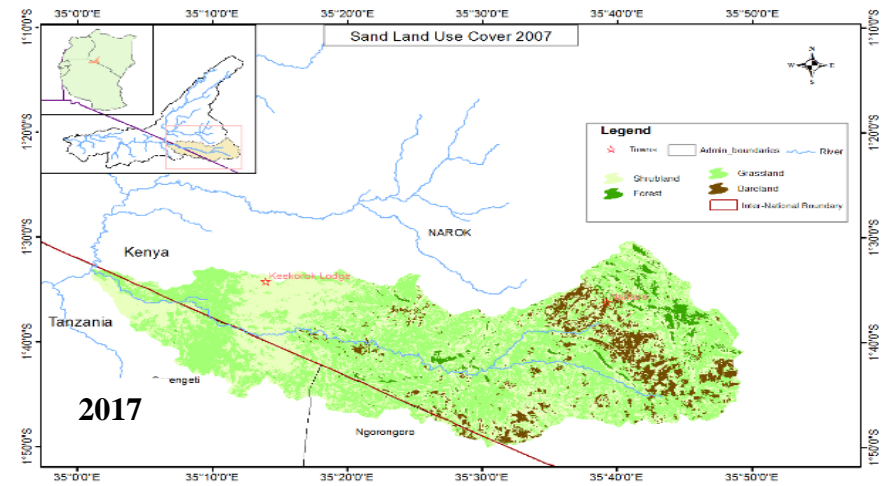 35°0'0"E 35°10'0"E 35°20'0"E 35°30'0"E 35°40'0"E 35°50'0"E
Sand Land Use Cover 2007
N
W E
S
1°10'0"S 1°10'0"S
1°20'0"S 1°20'0"S
Legend
Towns Admin_boundaries River
Shrubland Grassland
Forest Bareland
Inter-National Boundary
1°30'0"S 1°30'0"S
NAROK
Kenya
Keekorok Lodge
Tanzania
1°40'0"S 1°40'0"S
engeti
2017
Ngorongoro
1°50'0"S 1°50'0"S
35°0'0"E 35°10'0"E 35°20'0"E 35°30'0"E 35°40'0"E 35°50'0"E